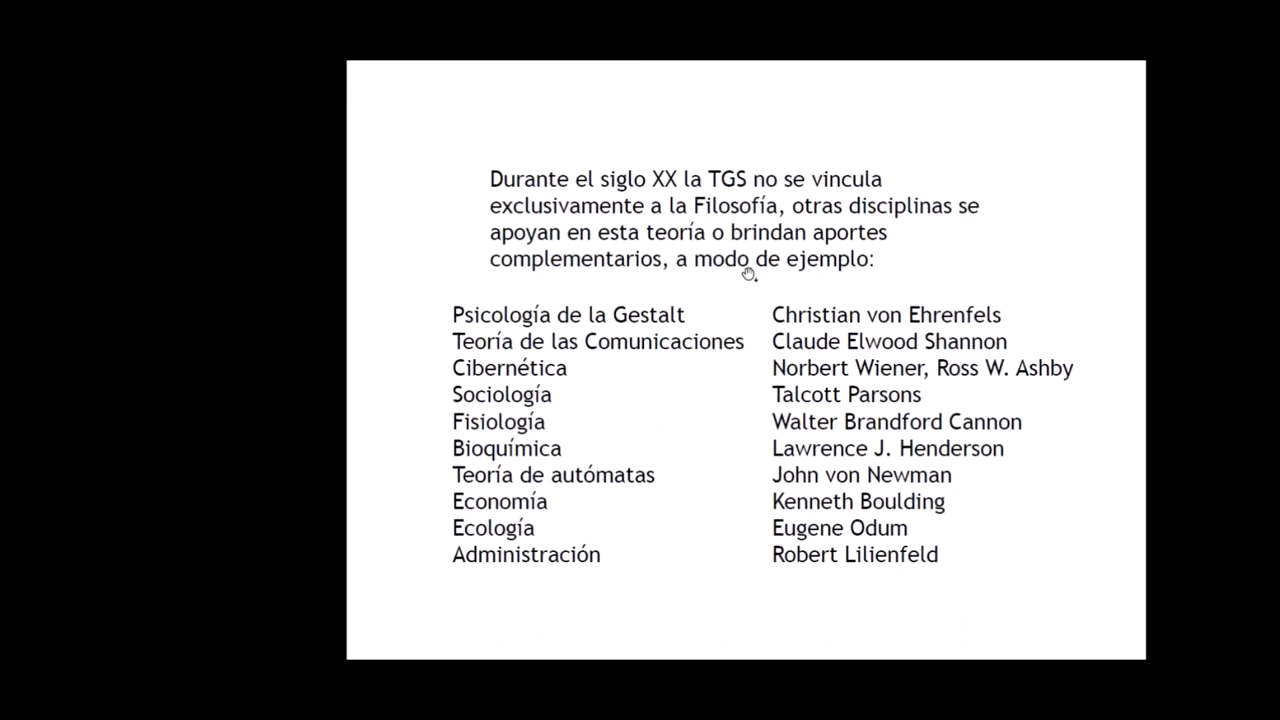 Durante el siglo XX la TGS no se vincula
exclusivamente a la Filosofía, otras disciplinas se
apoyan en esta teoría o brindan aportes
complementarios, a modo de ejemplo:
Psicología de la Gestalt Christian von Ehrenfels
Teoría de las Comunicaciones Claude Elwood Shannon
Cibernética Norbert Wiener, Ross W. Ashby
Sociología Talcott Parsons
Fisiología Walter Brandford Cannon
Bioquímica Lawrence J. Henderson
Teoría de autómatas John von Newman
Economía Kenneth Boulding
Ecología Eugene Odum
Administración Robert Lilienfeld